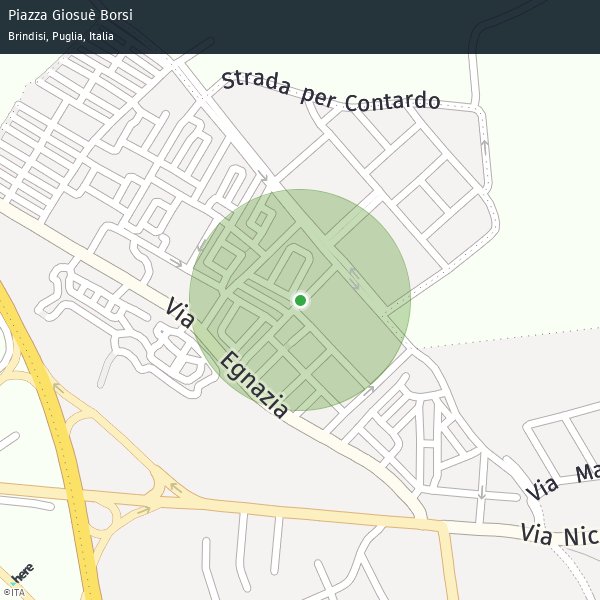 Piazza Giosuè Borsi
Brindisi, Puglia, Italia
Strada per Contardo
Via Egnazia
Via Ma
Via Nic
here
©ITA